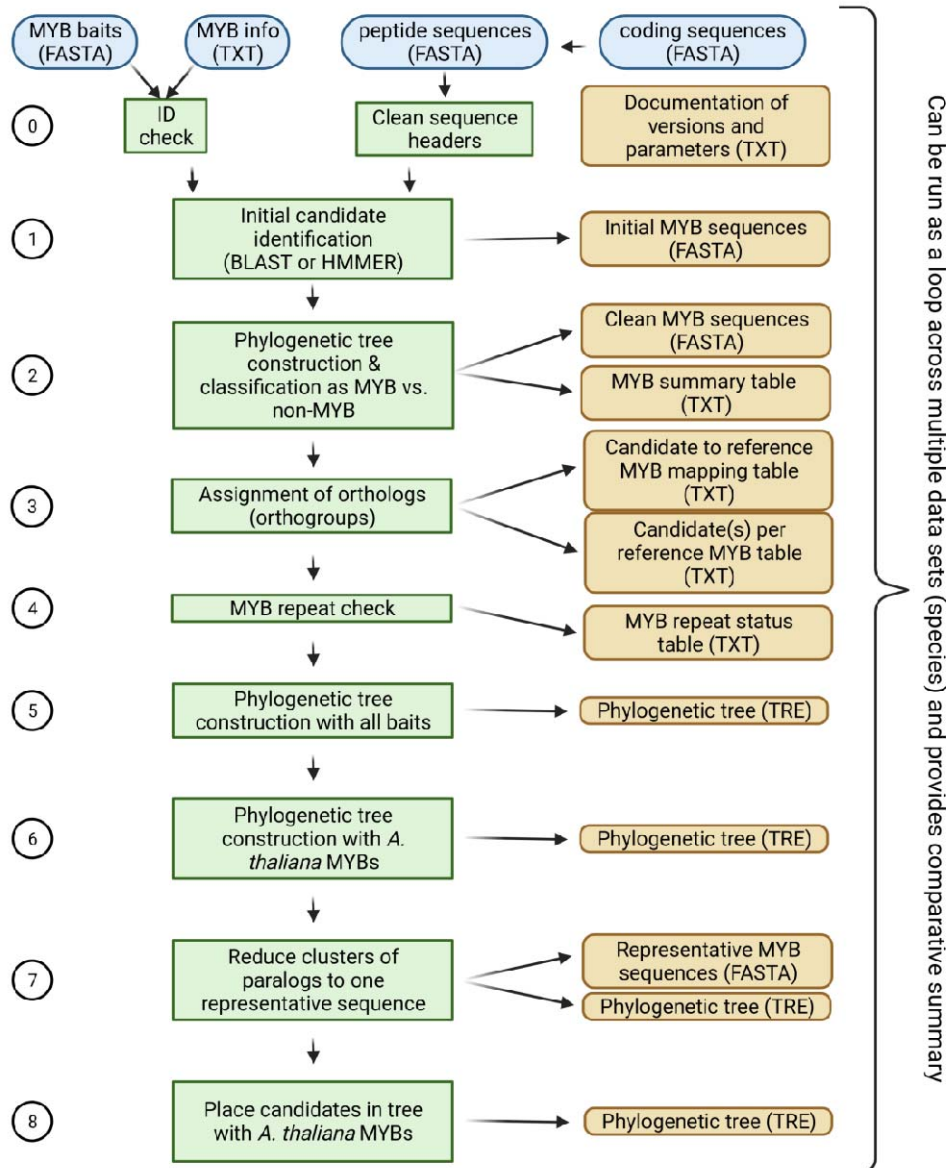 MYB baits
(FASTA)
MYB info
(TXT)
peptide sequences
(FASTA)
coding sequences
(FASTA)
0
ID
check
Clean sequence
headers
Documentation of
versions and
parameters (TXT)
1
Initial candidate
identification
(BLAST or HMMER)
Initial MYB sequences
(FASTA)
2
Phylogenetic tree
construction &
classification as MYB vs.
non-MYB
Clean MYB sequences
(FASTA)
MYB summary table
(TXT)
3
Assignment of orthologs
(orthogroups)
Candidate to reference
MYB mapping table
(TXT)
Candidate(s) per
reference MYB table
(TXT)
4
MYB repeat check
MYB repeat status
table (TXT)
5
Phylogenetic tree
construction with all baits
Phylogenetic tree (TRE)
6
Phylogenetic tree
construction with A.
thaliana MYBs
Phylogenetic tree (TRE)
7
Reduce clusters of
paralogs to one
representative sequence
Representative MYB
sequences (FASTA)
Phylogenetic tree (TRE)
8
Place candidates in tree
with A. thaliana MYBs
Phylogenetic tree (TRE)
Can be run as a loop across multiple data sets (species) and provides comparative summary